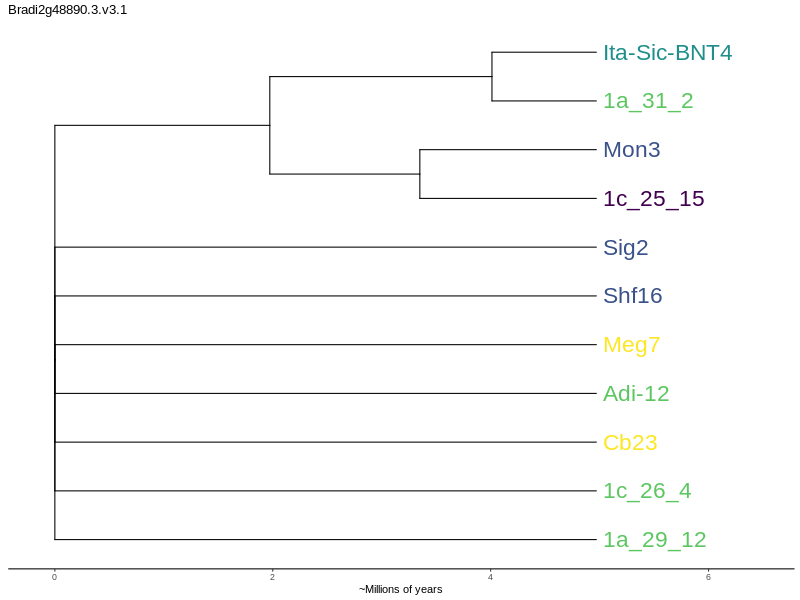 Bradi2g48890.3.v3.1
Ita-Sic-BNT4
1a_31_2
Mon3
1c_25_15
Sig2
Shf16
Meg7
Adi-12
Cb23
1c_26_4
1a_29_12
0 2 4 6
~Millions of years